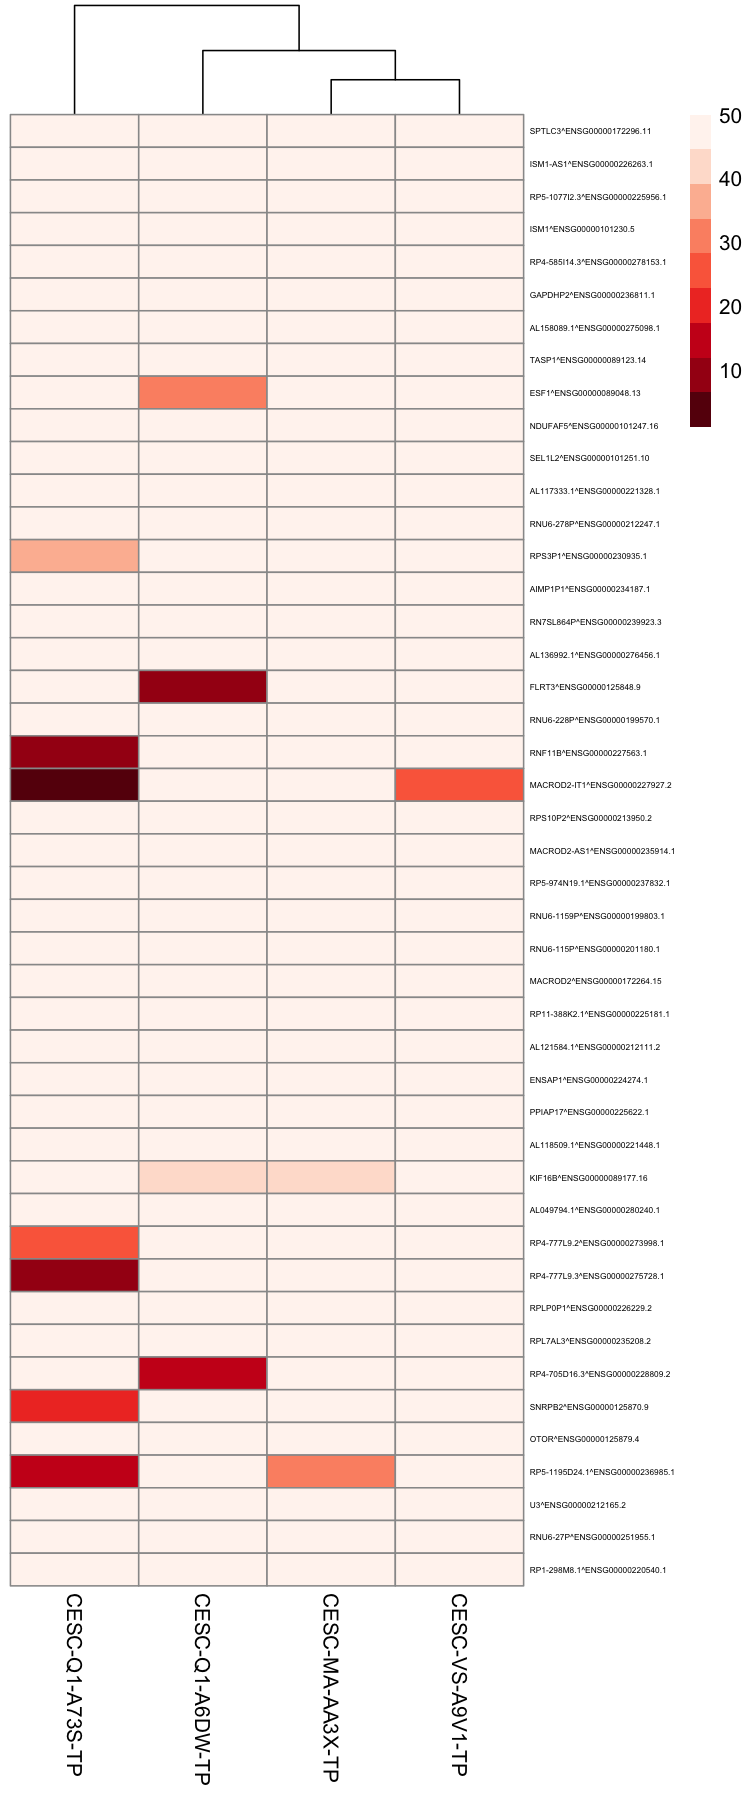 50
40
30
20
10
SPTLC3^ENSG00000172296.11
ISM1-AS1^ENSG00000226263.1
RP5-1077I2.3^ENSG00000225956.1
ISM1^ENSG00000101230.5
RP4-585I14.3^ENSG00000278153.1
GAPDHP2^ENSG00000236811.1
AL158089.1^ENSG00000275098.1
TASP1^ENSG00000089123.14
ESF1^ENSG00000089048.13
NDUFAF5^ENSG00000101247.16
SEL1L2^ENSG00000101251.10
AL117333.1^ENSG00000221328.1
RNU6-278P^ENSG00000212247.1
RPS3P1^ENSG00000230935.1
AIMP1P1^ENSG00000234187.1
RN7SL864P^ENSG00000239923.3
AL136992.1^ENSG00000276456.1
FLRT3^ENSG00000125848.9
RNU6-228P^ENSG00000199570.1
RNF11B^ENSG00000227563.1
MACROD2-IT1^ENSG00000227927.2
RPS10P2^ENSG00000213950.2
MACROD2-AS1^ENSG00000235914.1
RP5-974N19.1^ENSG00000237832.1
RNU6-1159P^ENSG00000199803.1
RNU6-115P^ENSG00000201180.1
MACROD2^ENSG00000172264.15
RP11-388K2.1^ENSG00000225181.1
AL121584.1^ENSG00000212111.2
ENSAP1^ENSG00000224274.1
PPIAP17^ENSG00000225622.1
AL118509.1^ENSG00000221448.1
KIF16B^ENSG00000089177.16
AL049794.1^ENSG00000280240.1
RP4-777L9.2^ENSG00000273998.1
RP4-777L9.3^ENSG00000275728.1
RPLP0P1^ENSG00000226229.2
RPL7AL3^ENSG00000235208.2
RP4-705D16.3^ENSG00000228809.2
SNRPB2^ENSG00000125870.9
OTOR^ENSG00000125879.4
RP5-1195D24.1^ENSG00000236985.1
U3^ENSG00000212165.2
RNU6-27P^ENSG00000251955.1
RP1-298M8.1^ENSG00000220540.1
CESC-Q1-A73S-TP
CESC-Q1-A6DW-TP
CESC-MA-AA3X-TP
CESC-VS-A9V1-TP